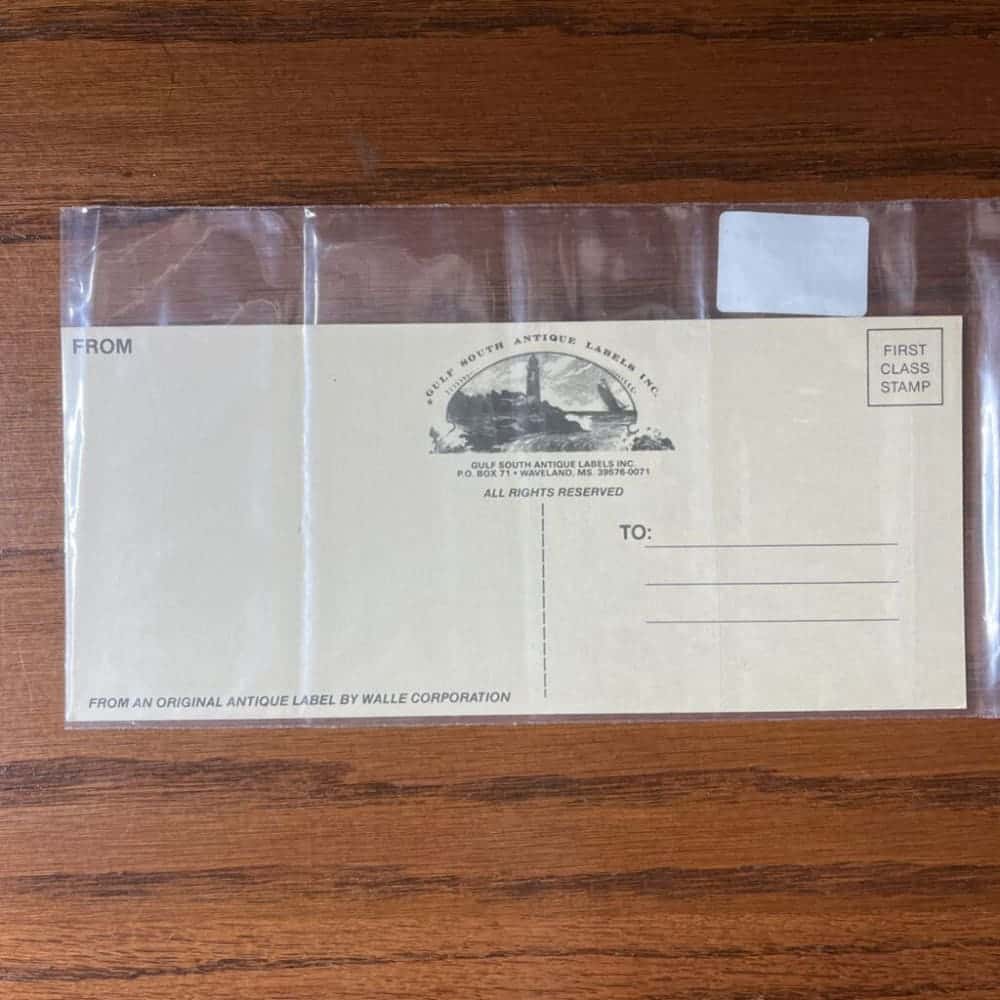 FROM
©GULF SOUTH ANTIQUE LABELS INC.
GULF SOUTH ANTIQUE LABELS INC.
P.O. BOX 71 • WAVELAND, MS. 39576-0071
ALL RIGHTS RESERVED
FIRST
CLASS
STAMP
TO:
FROM AN ORIGINAL ANTIQUE LABEL BY WALLE CORPORATION